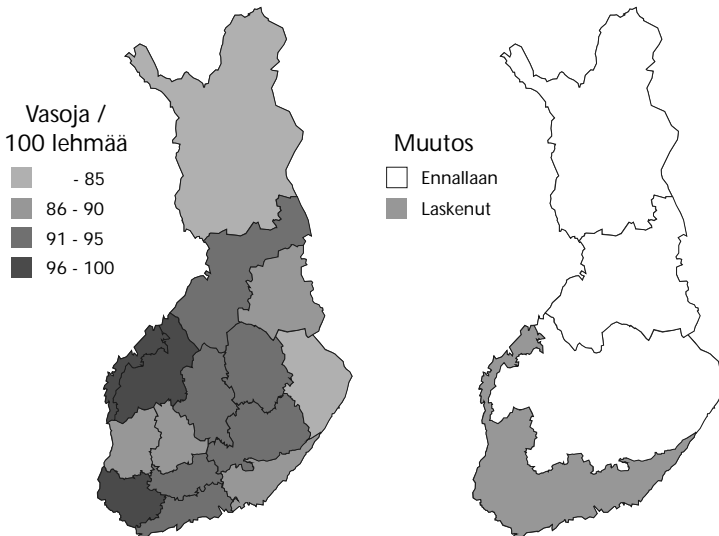 Vasoja /
100 lehmää
- 85
86 - 90
91 - 95
96 - 100
Muutos
Ennallaan
Laskenut